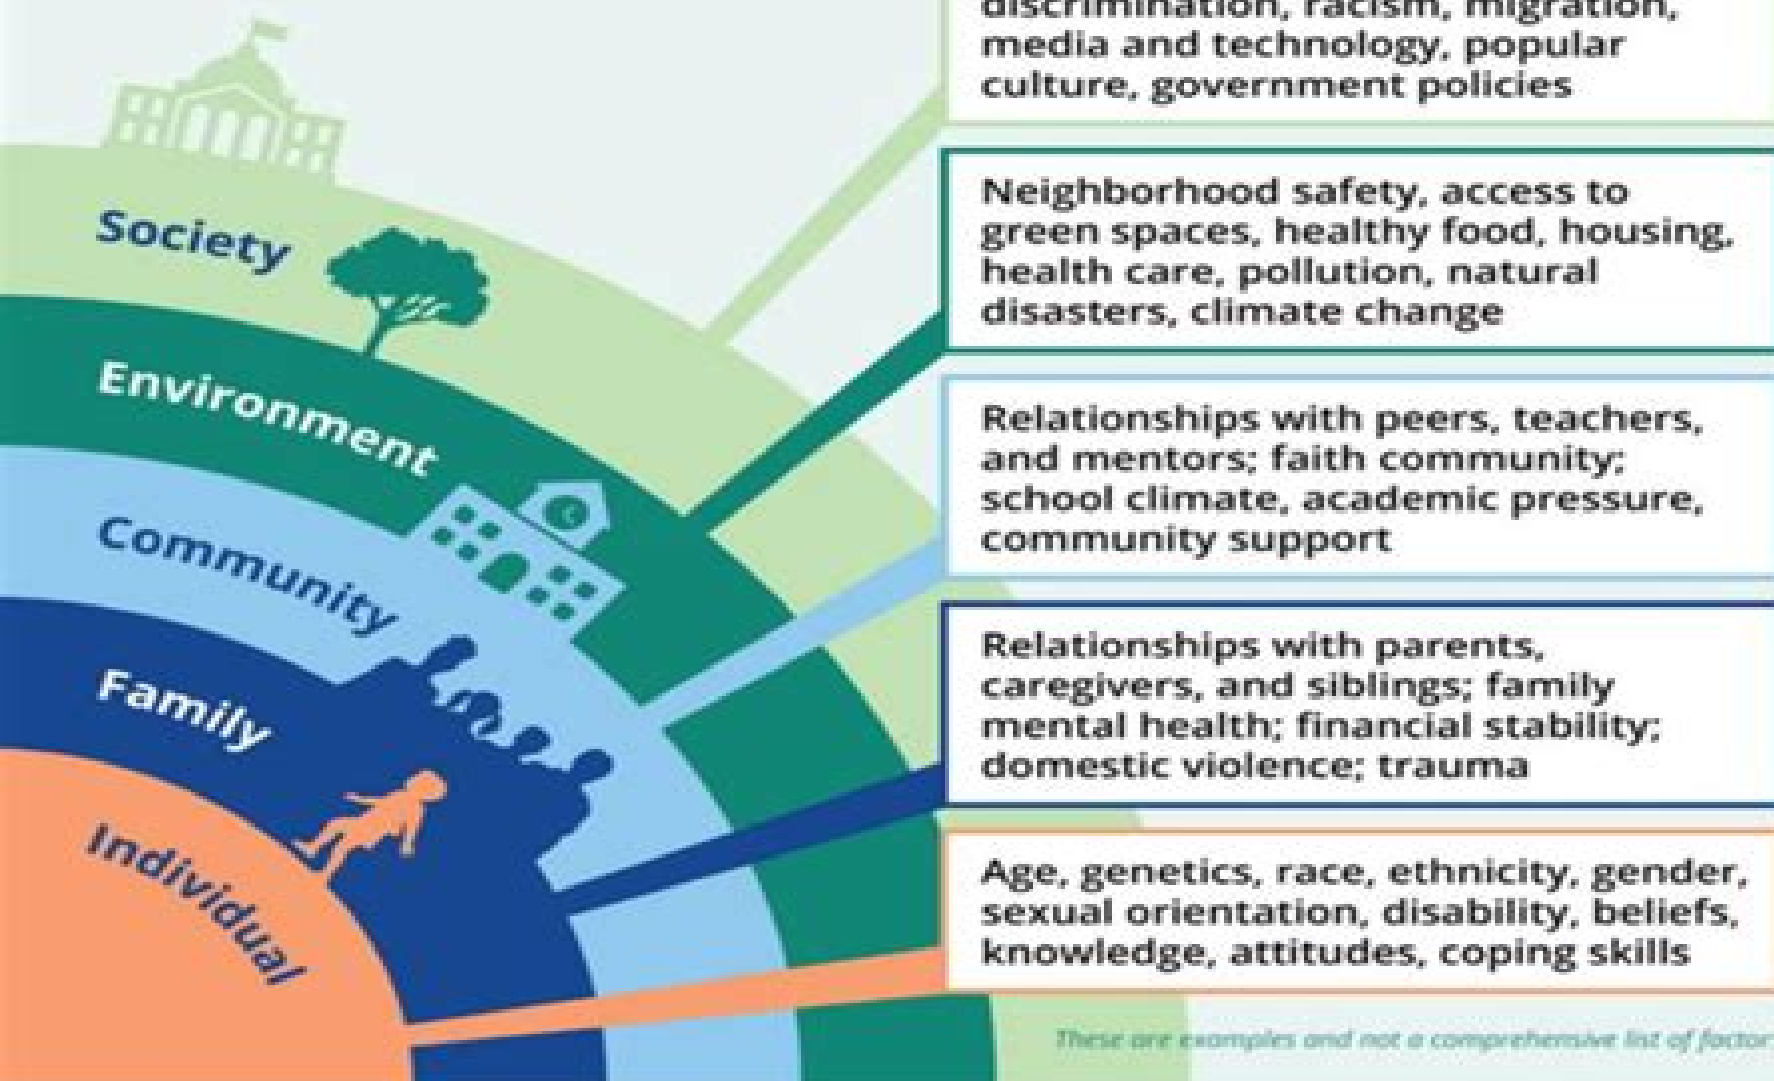 discrimination, racism, migration,
media and technology, popular
culture, government policies
Society
Neighborhood safety, access to
green spaces, healthy food, housing,
health care, pollution, natural
disasters, climate change
Environment
Relationships with peers, teachers,
and mentors; faith community;
school climate, academic pressure,
community support
Community
Relationships with parents,
caregivers, and siblings; family
mental health; financial stability;
domestic violence; trauma
Family
Age, genetics, race, ethnicity, gender,
sexual orientation, disability, beliefs,
knowledge, attitudes, coping skills
Individual
These are examples and not a comprehensive list of factor